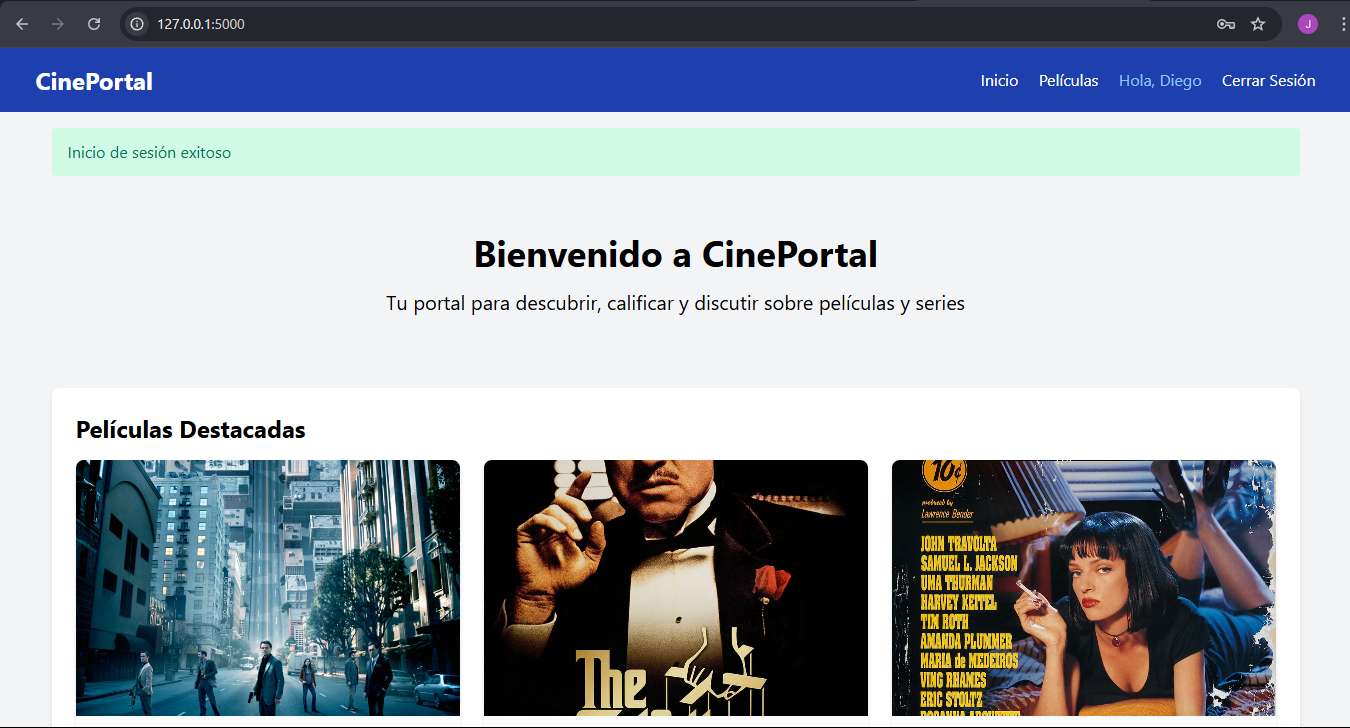 127.0.0.1:5000
J
CinePortal
Inicio
Películas
Hola, Diego
Cerrar Sesión
Inicio de sesión exitoso
Bienvenido a CinePortal
Tu portal para descubrir, calificar y discutir sobre películas y series
Películas Destacadas
The
10¢
produced by
Lawrence Bender
JOHN TRAVOLTA
SAMUEL L. JACKSON
UMA THURMAN
HARVEY KEITEL
TIM ROTH
AMANDA PLUMMER
MARIA de MEDEIROS
VING RHAMES
ERIC STOLTZ
ROSANNA ARQUETTE